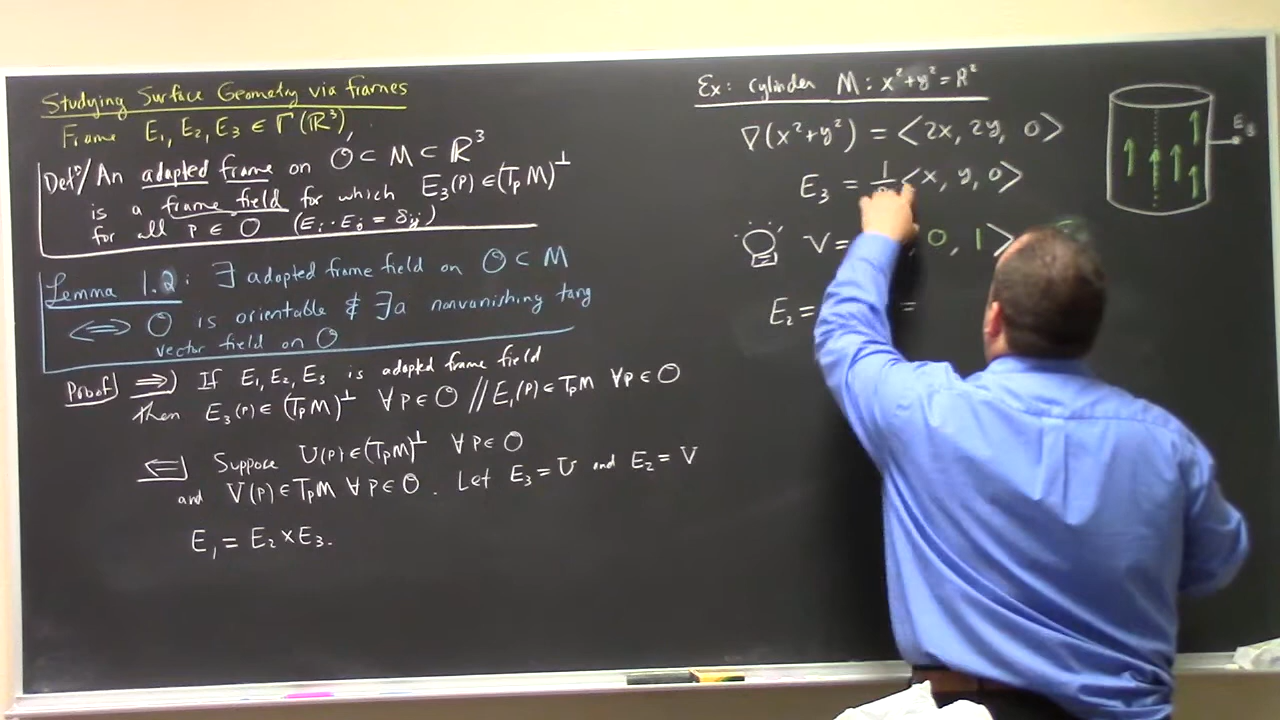 Studying Surface Geometry via frames
Frame E₁, E₂, E₃ ∈ Γ(ℝ³)
Defⁿ/ An adapted frame on O ⊂ M ⊂ ℝ³
is a frame field for which E₃(p) ∈ (TₚM)^⊥
for all p ∈ O (Eᵢ · Eⱼ = δᵢⱼ)
Lemma 1.2: ∃ adapted frame field on O ⊂ M
⟺ O is orientable & ∃ a nonvanishing tang
vector field on O
Proof ⟹) If E₁, E₂, E₃ is adapted frame field
then E₃(p) ∈ (TₚM)^⊥ ∀p ∈ O // E₁(p) ∈ TₚM ∀p ∈ O
⟸) Suppose U(p) ∈ (TₚM)^⊥ ∀p ∈ O
and V(p) ∈ TₚM ∀p ∈ O. Let E₃ = U and E₂ = V
E₁ = E₂ × E₃.
Ex: cylinder M: x² + y² = R²
∇(x² + y²) = <2x, 2y, 0>
E₃ = 1/ <x, y, 0>
V = , 0, 1>
E₂ = =
E₃